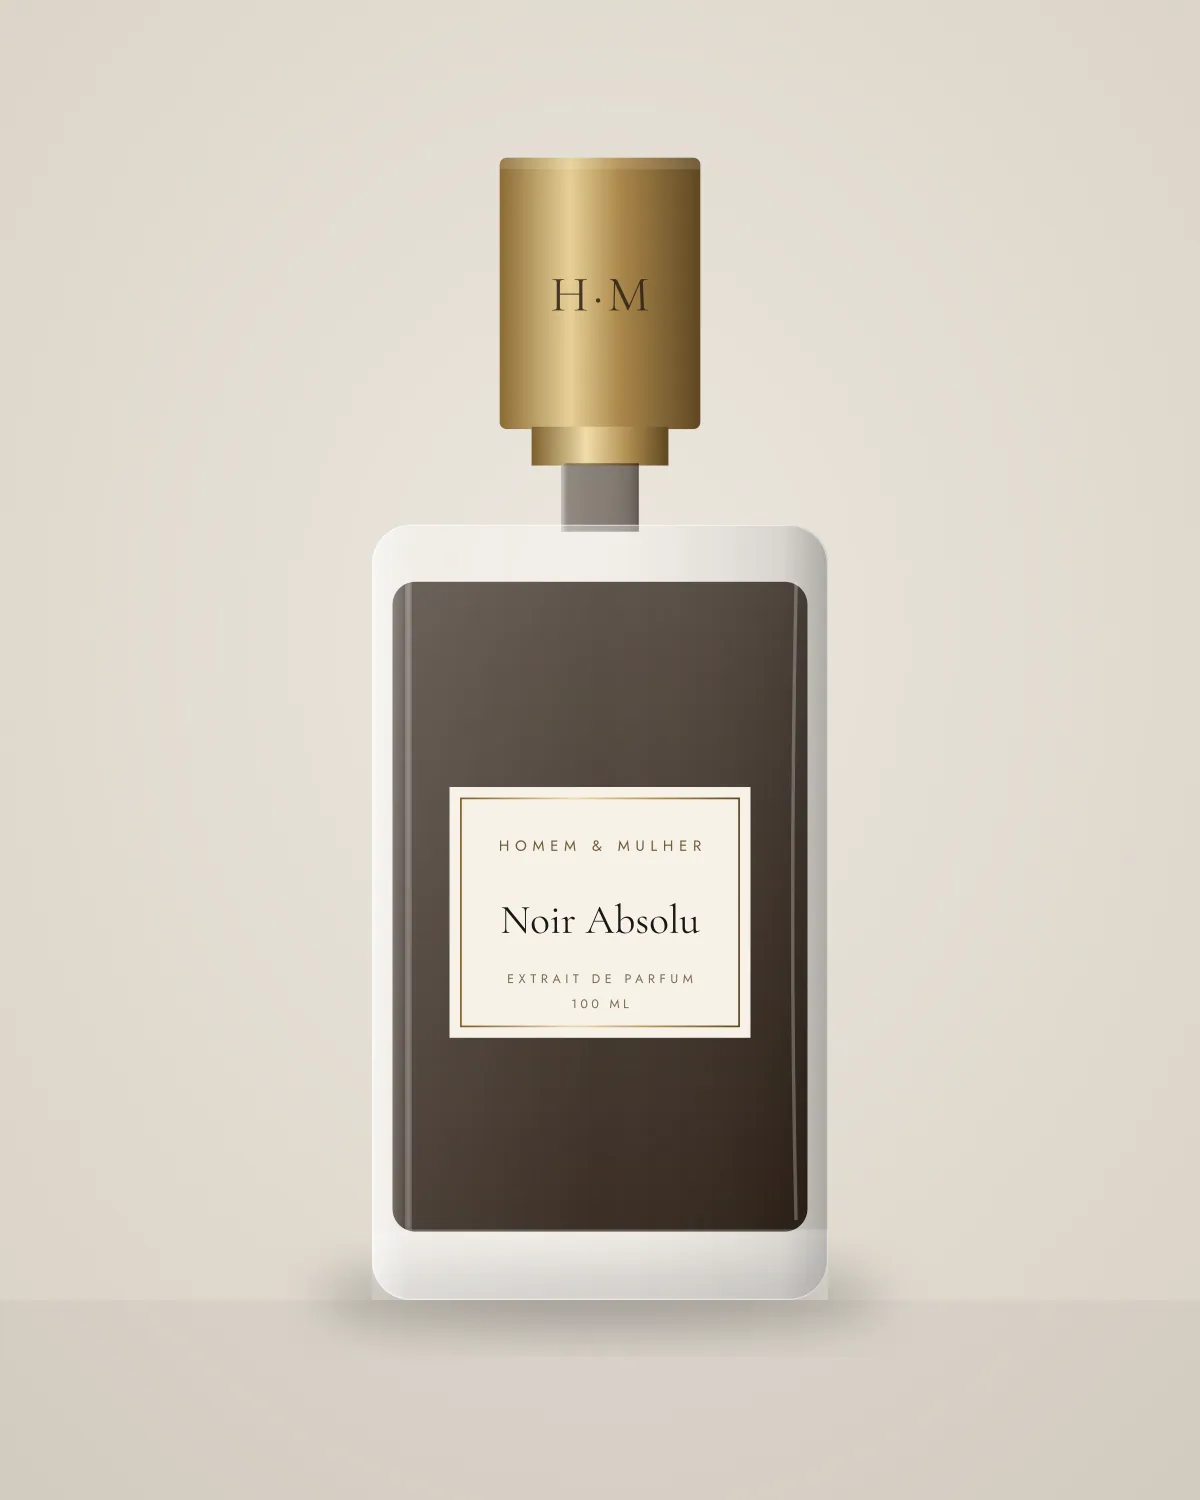 H·M
HOMEM & MULHER
Noir Absolu
EXTRAIT DE PARFUM
100 ML